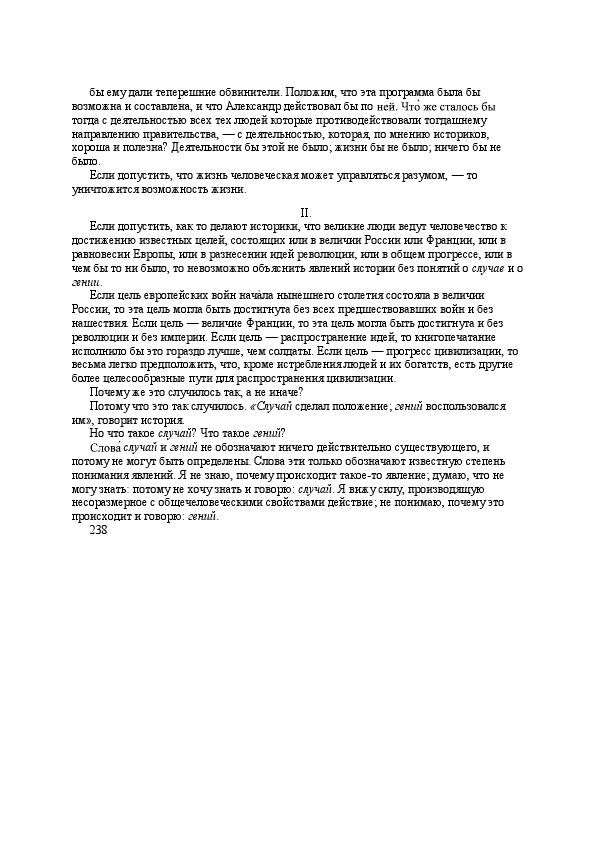 бы ему дали теперешние обвинители. Положим, что эта программа была бы
возможна и составлена, и что Александр действовал бы по ней. Что̀ же сталось бы
тогда с деятельностью всех тех людей которые противодействовали тогдашнему
направлению правительства, — с деятельностью, которая, по мнению историков,
хороша и полезна? Деятельности бы этой не было; жизни бы не было; ничего бы не
было.
Если допустить, что жизнь человеческая может управляться разумом, — то
уничтожится возможность жизни.
II.
Если допустить, как то делают историки, что великие люди ведут человечество к
достижению известных целей, состоящих или в величии России или Франции, или в
равновесии Европы, или в разнесении идей революции, или в общем прогрессе, или в
чем бы то ни было, то невозможно объяснить явлений истории без понятий о случае и о
гении.
Если цель европейских войн нача̀ла нынешнего столетия состояла в величии
России, то эта цель могла быть достигнута без всех предшествовавших войн и без
нашествия. Если цель — величие Франции, то эта цель могла быть достигнута и без
революции и без империи. Если цель — распространение идей, то книгопечатание
исполнило бы это гораздо лучше, чем солдаты. Если цель — прогресс цивилизации, то
весьма легко предположить, что, кроме истребления людей и их богатств, есть другие
более целесообразные пути для распространения цивилизации.
Почему же это случилось так, а не иначе?
Потому что это так случилось. «Случай сделал положение; гений воспользовался
им», говорит история.
Но что такое случай? Что такое гений?
Слова́ случай и гений не обозначают ничего действительно существующего, и
потому не могут быть определены. Слова эти только обозначают известную степень
понимания явлений. Я не знаю, почему происходит такое-то явление; думаю, что не
могу знать: потому не хочу знать и говорю: случай. Я вижу силу, производящую
несоразмерное с общечеловеческими свойствами действие; не понимаю, почему это
происходит и говорю: гений.
238